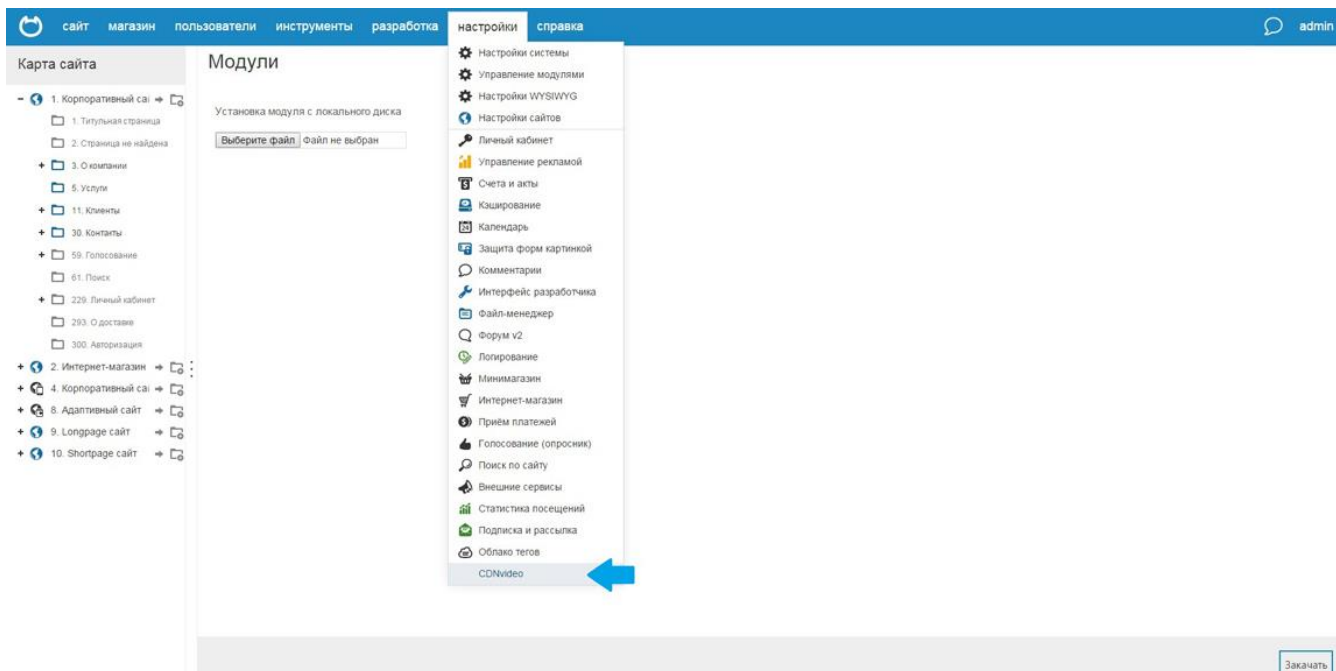 сайт магазин пользователи инструменты разработка настройки справка admin
Карта сайта
1. Корпоративный са
1. Титульная страница
2. Страница не найдена
3. О компании
5. Услуги
11. Клиенты
30. Контакты
59. Голосование
61. Поиск
229. Личный кабинет
293. О доставке
300. Авторизация
2. Интернет-магазин
4. Корпоративный са
8. Адаптивный сайт
9. Longpage сайт
10. Shortpage сайт
Модули
Установка модуля с локального диска
Выберите файл Файл не выбран
Настройки системы
Управление модулями
Настройки WYSIWYG
Настройки сайтов
Личный кабинет
Управление рекламой
Счета и акты
Кэширование
Календарь
Защита форм картинкой
Комментарии
Интерфейс разработчика
Файл-менеджер
Форум v2
Логирование
Минимагазин
Интернет-магазин
Приём платежей
Голосование (опросник)
Поиск по сайту
Внешние сервисы
Статистика посещений
Подписка и рассылка
Облако тегов
CDNvideo
Закачать